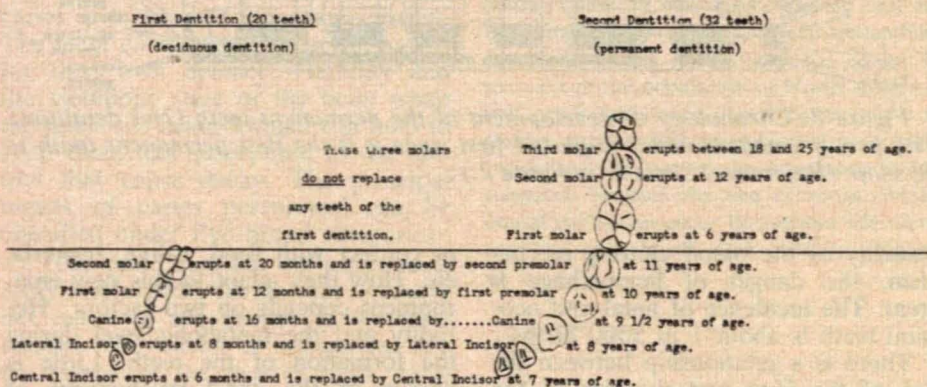 First Dentition (20 teeth) Second Dentition (32 teeth)
(deciduous dentition) (permanent dentition)
These three molars Third molar erupts between 18 and 25 years of age.
do not replace Second molar erupts at 12 years of age.
any teeth of the
first dentition. First molar erupts at 6 years of age.
Second molar erupts at 20 months and is replaced by second premolar at 11 years of age.
First molar erupts at 12 months and is replaced by first premolar at 10 years of age.
Canine erupts at 16 months and is replaced by.......Canine at 9 1/2 years of age.
Lateral Incisor erupts at 8 months and is replaced by Lateral Incisor at 8 years of age.
Central Incisor erupts at 6 months and is replaced by Central Incisor at 7 years of age.